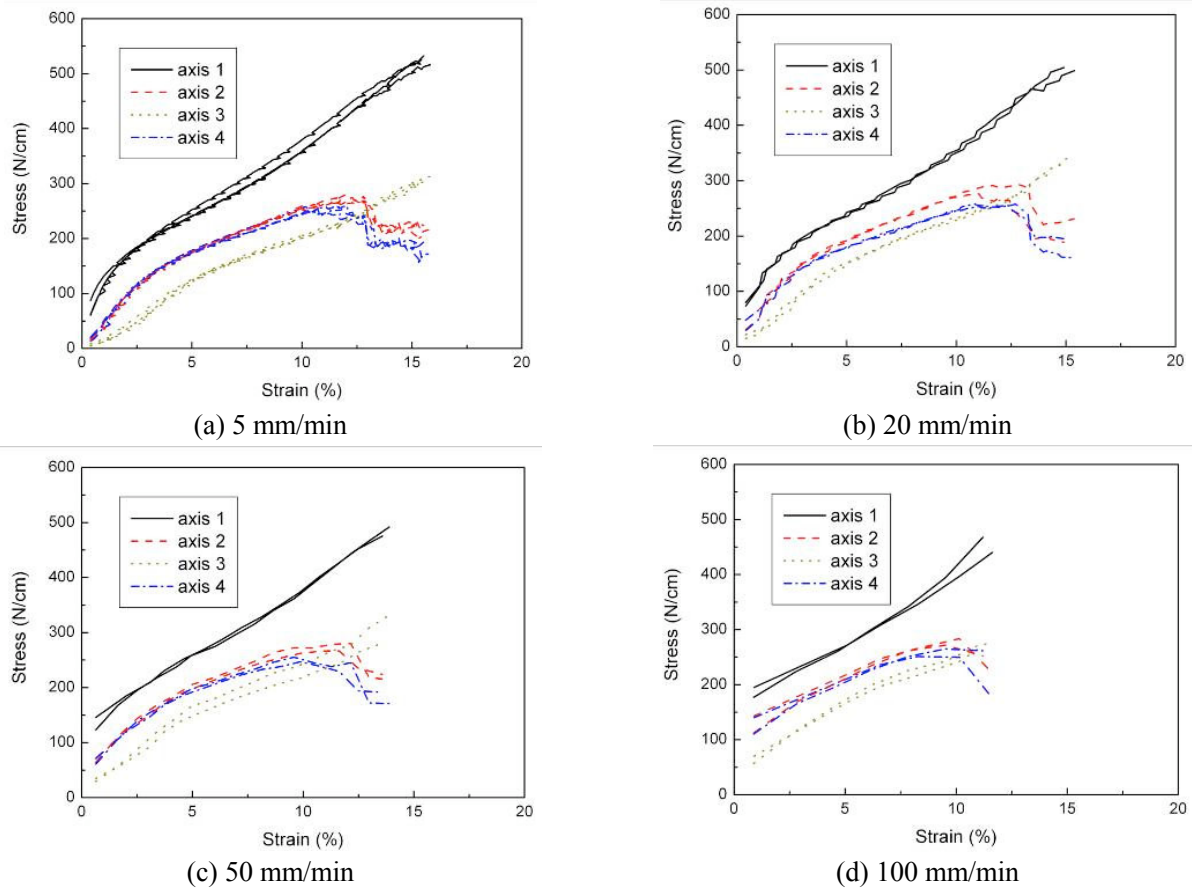 600
500
400
300
200
100
0
Stress (N/cm)
axis 1
axis 2
axis 3
axis 4
0 5 10 15 20
Strain (%)
(a) 5 mm/min
600
500
400
300
200
100
0
Stress (N/cm)
axis 1
axis 2
axis 3
axis 4
0 5 10 15 20
Strain (%)
(b) 20 mm/min
600
500
400
300
200
100
0
Stress (N/cm)
axis 1
axis 2
axis 3
axis 4
0 5 10 15 20
Strain (%)
(c) 50 mm/min
600
500
400
300
200
100
0
Stress (N/cm)
axis 1
axis 2
axis 3
axis 4
0 5 10 15 20
Strain (%)
(d) 100 mm/min